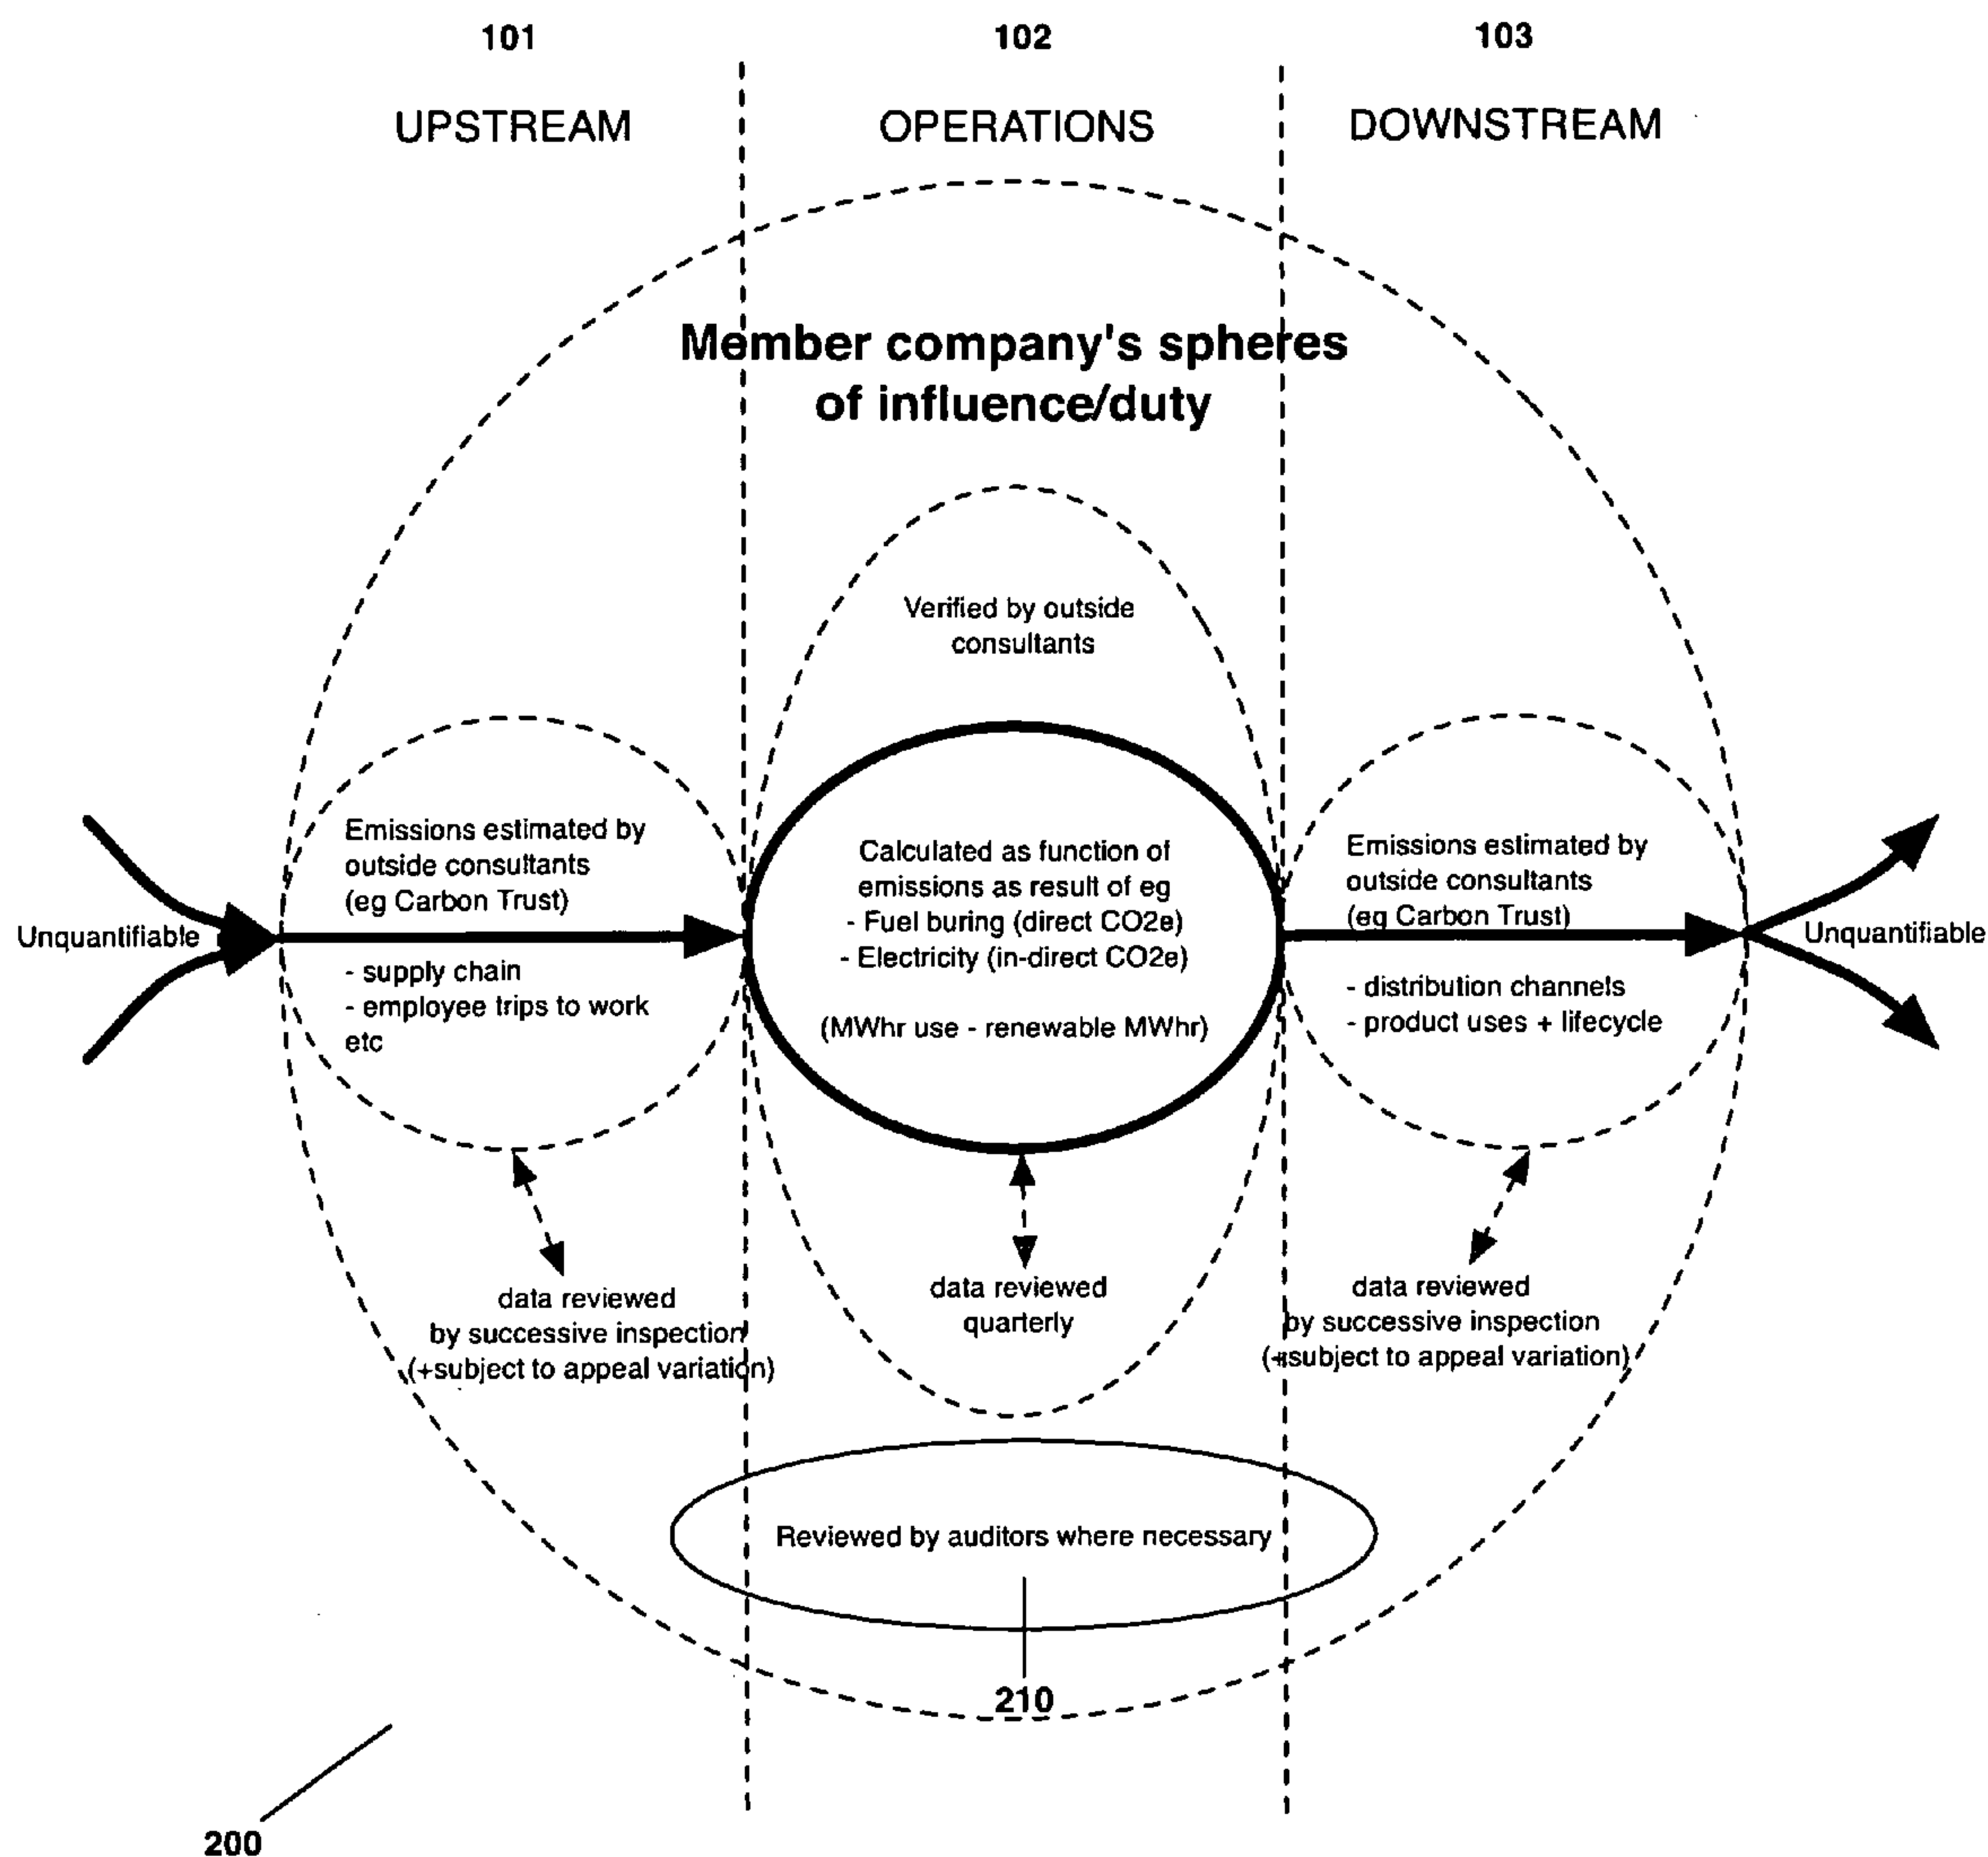 101
102
103
UPSTREAM
OPERATIONS
DOWNSTREAM
Member company's spheres
of influence/duty
Verified by outside
consultants
Unquantifiable
Emissions estimated by
outside consultants
(eg Carbon Trust)
- supply chain
- employee trips to work
etc
Calculated as function of
emissions as result of eg
- Fuel buring (direct CO2e)
- Electricity (in-direct CO2e)
(MWhr use - renewable MWhr)
Emissions estimated by
outside consultants
(eg Carbon Trust)
- distribution channels
- product uses + lifecycle
Unquantifiable
data reviewed
by successive inspection
(+subject to appeal variation)
data reviewed
quarterly
data reviewed
by successive inspection
(+subject to appeal variation)
Reviewed by auditors where necessary
210
200